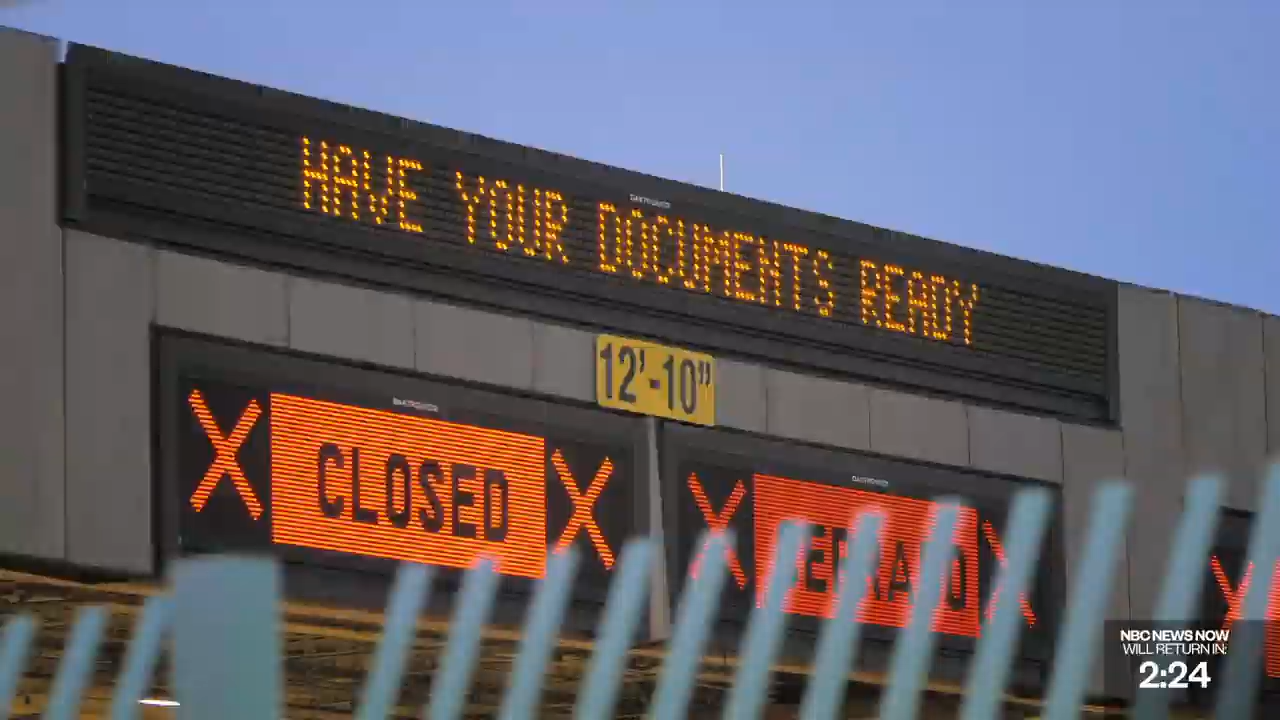 HAVE YOUR DOCUMENTS READY
12'-10"
CLOSED
NBC NEWS NOW
WILL RETURN IN:
2:24